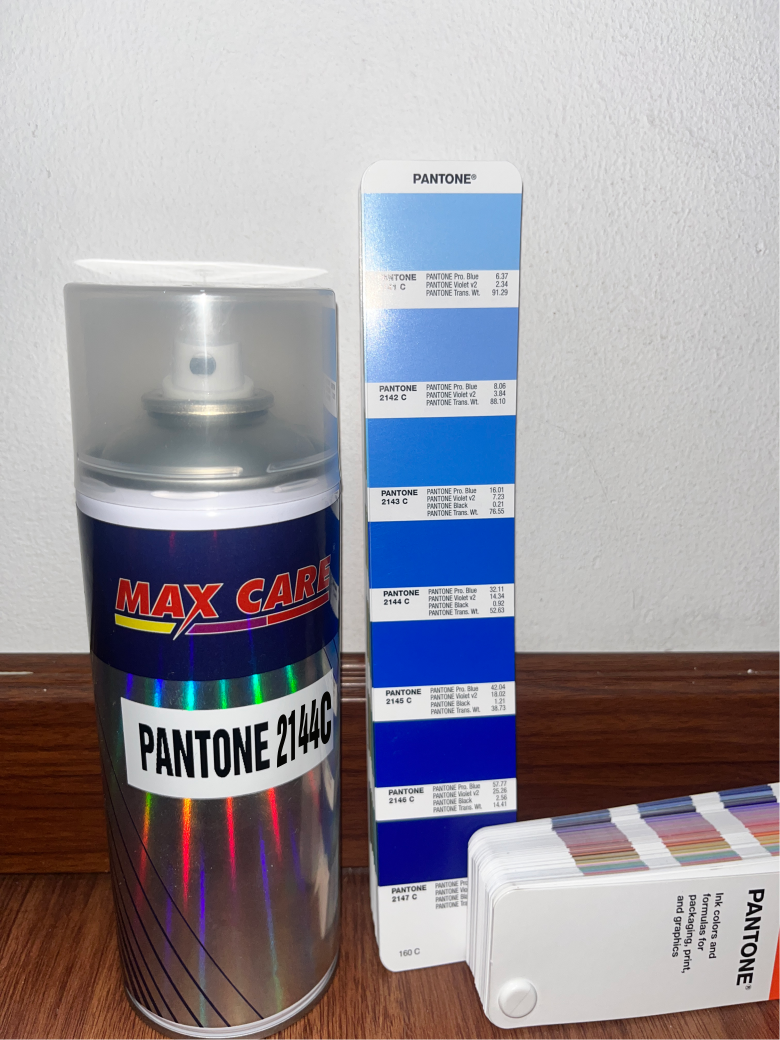 MAX CARE
PANTONE 2144C
PANTONE®
PANTONE Pro. Blue 6.37
PANTONE Violet v2 2.34
PANTONE Trans. Wt. 91.29
PANTONE
2142 C
PANTONE Pro. Blue 8.06
PANTONE Violet v2 3.84
PANTONE Trans. Wt. 88.10
PANTONE
2143 C
PANTONE Pro. Blue 16.01
PANTONE Violet v2 7.23
PANTONE Black 0.21
PANTONE Trans. Wt. 76.55
PANTONE
2144 C
PANTONE Pro. Blue 32.11
PANTONE Violet v2 14.34
PANTONE Black 0.92
PANTONE Trans. Wt. 52.63
PANTONE
2145 C
PANTONE Pro. Blue 42.04
PANTONE Violet v2 18.02
PANTONE Black 1.21
PANTONE Trans. Wt. 38.73
PANTONE
2146 C
PANTONE Pro. Blue 57.77
PANTONE Violet v2 25.26
PANTONE Black 2.56
PANTONE Trans. Wt. 14.41
PANTONE
2147 C
160 C
PANTONE®
Ink colors and
formulas for
packaging, print,
and graphics